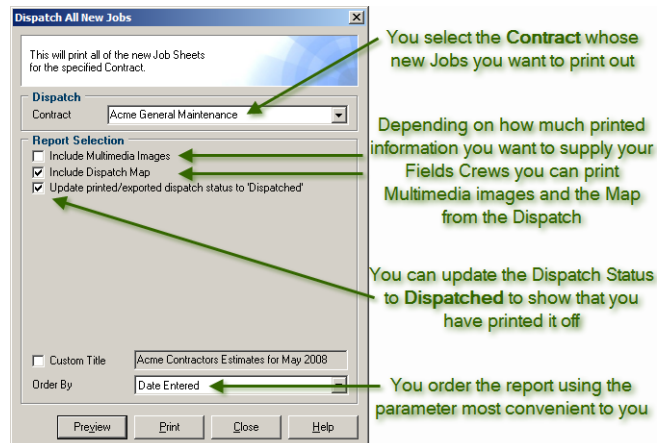 Dispatch All New Jobs
This will print all of the new Job Sheets
for the specified Contract.
Dispatch
Contract
Acme General Maintenance
Report Selection
Include Multimedia Images
Include Dispatch Map
Update printed/exported dispatch status to 'Dispatched'
Custom Title
Acme Contractors Estimates for May 2008
Order By
Date Entered
Preview
Print
Close
Help
You select the Contract whose
new Jobs you want to print out
Depending on how much printed
information you want to supply your
Fields Crews you can print
Multimedia images and the Map
from the Dispatch
You can update the Dispatch Status
to Dispatched to show that you
have printed it off
You order the report using the
parameter most convenient to you